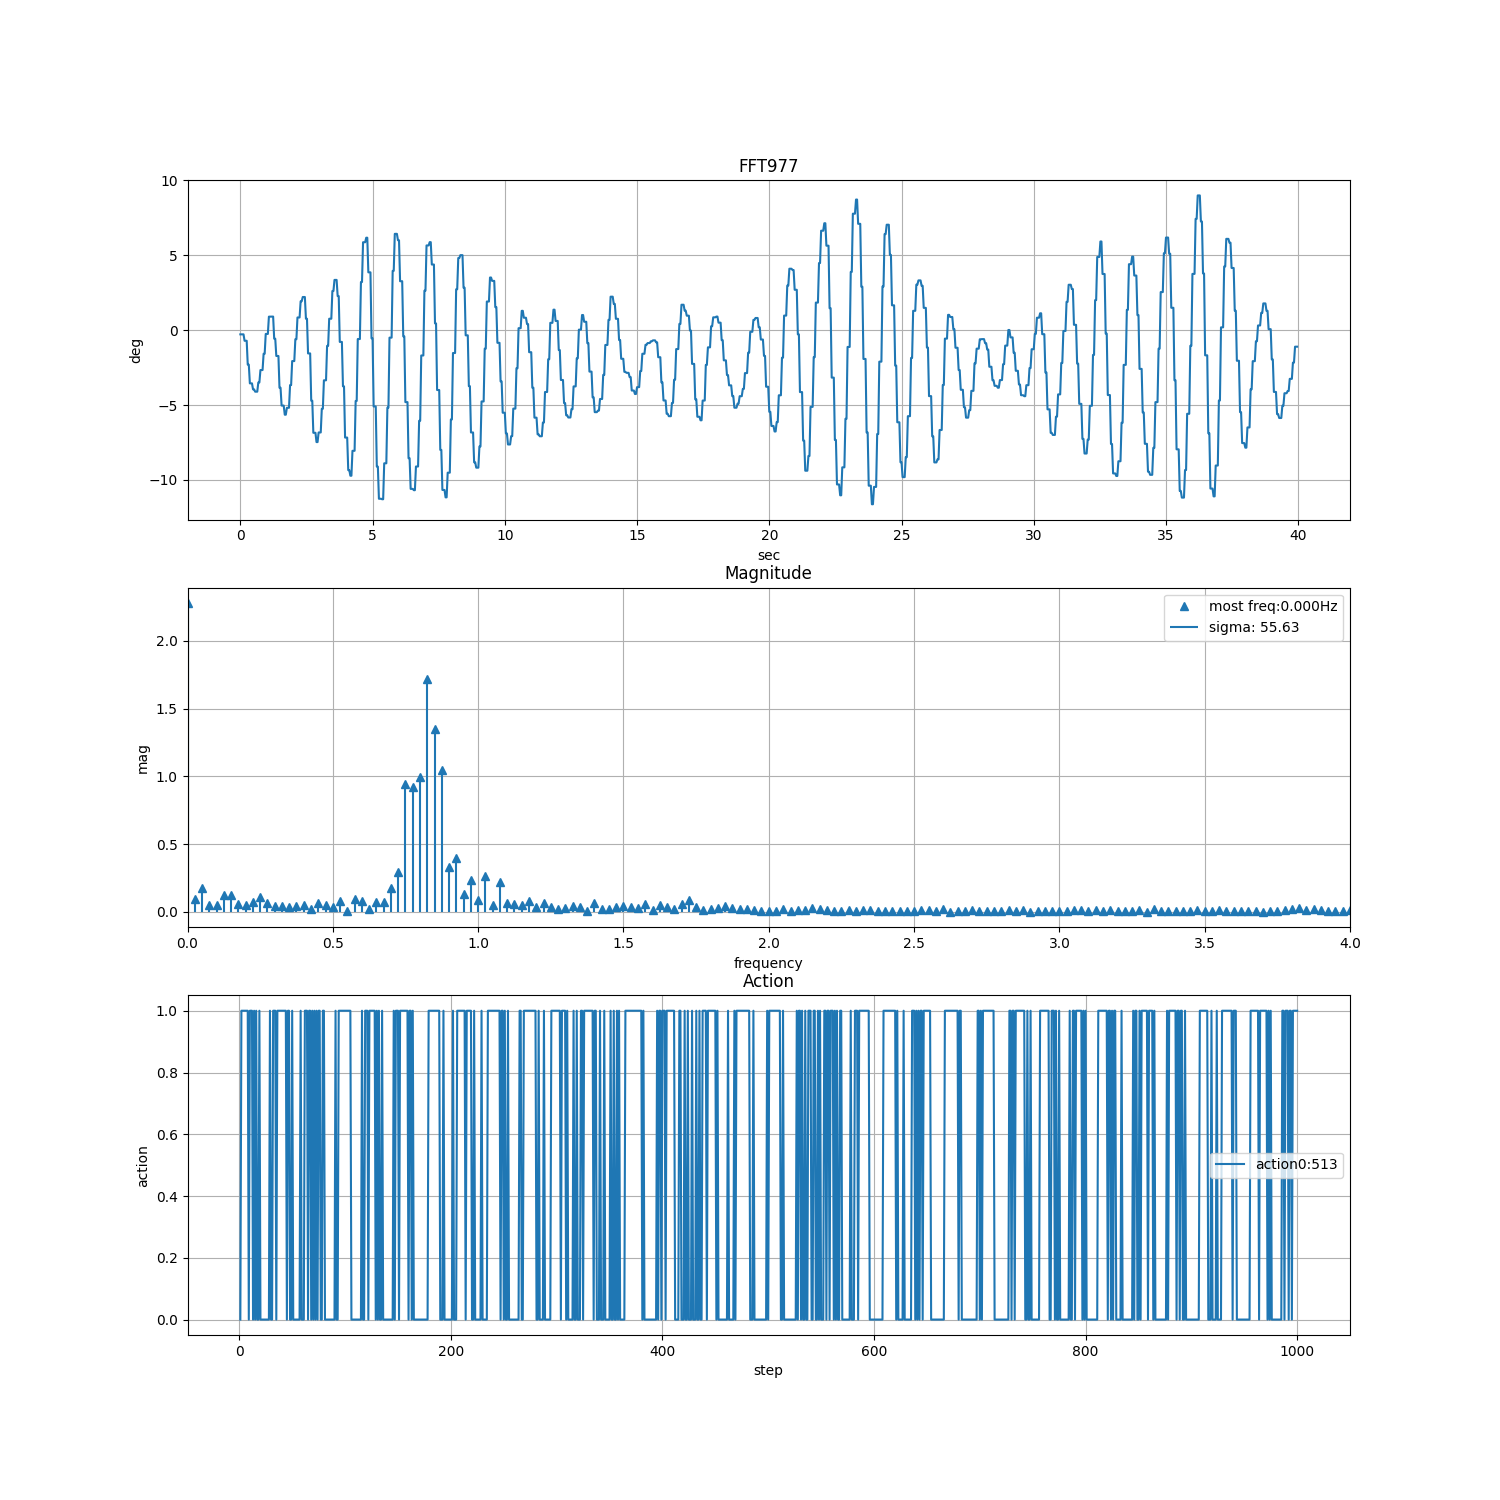 FFT977
10
5
0
−5
−10
deg
0 5 10 15 20 25 30 35 40
sec
Magnitude
2.0
1.5
1.0
0.5
0.0
mag
most freq:0.000Hz
sigma: 55.63
0.0 0.5 1.0 1.5 2.0 2.5 3.0 3.5 4.0
frequency
Action
1.0
0.8
0.6
0.4
0.2
0.0
action
action0:513
0 200 400 600 800 1000
step